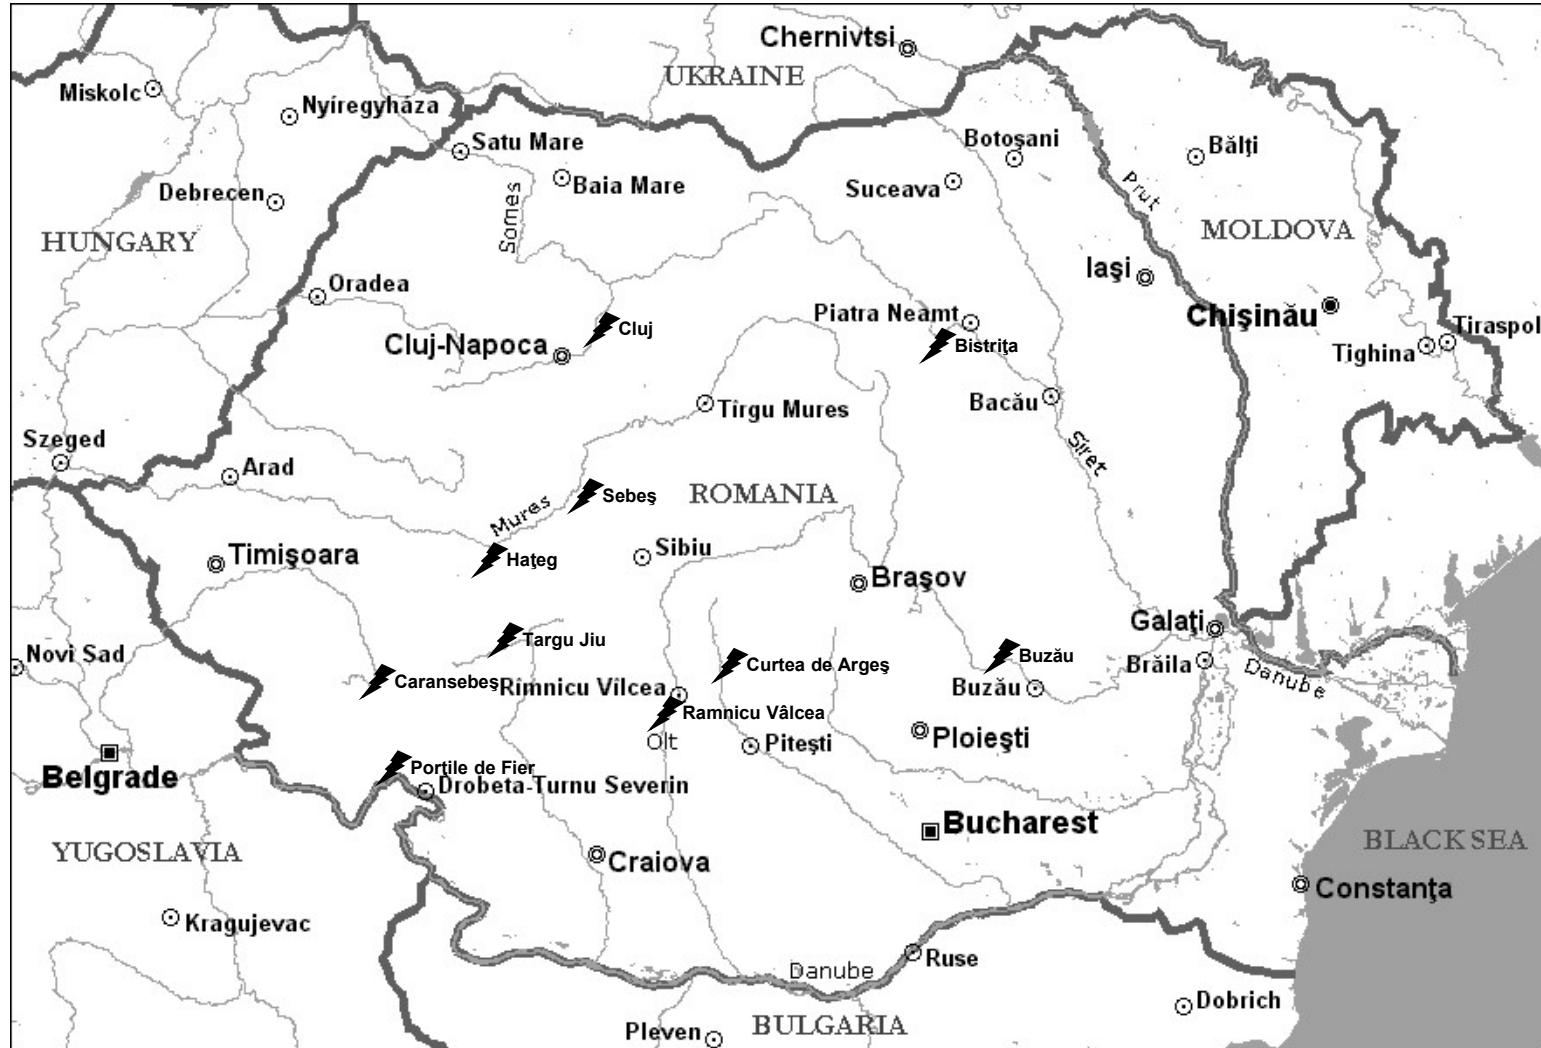 Chernivtsi
UKRAINE
Miskolc
Nyíregyháza
Satu Mare
Botoşani
Bălţi
Debrecen
Baia Mare
Suceava
Prut
Somes
HUNGARY
MOLDOVA
Oradea
Iaşi
Piatra Neamt
Chişinău
Cluj
Cluj-Napoca
Bistriţa
Tiraspol
Tighina
Tîrgu Mures
Bacău
Szeged
Arad
Siret
Sebeş
ROMANIA
Mures
Timişoara
Haţeg
Sibiu
Braşov
Galaţi
Targu Jiu
Novi Sad
Curtea de Argeş
Buzău
Brăila
Caransebeş
Rîmnicu Vîlcea
Buzău
Danube
Ramnicu Vâlcea
Olt
Piteşti
Ploieşti
Belgrade
Porţile de Fier
Drobeta-Turnu Severin
Bucharest
YUGOSLAVIA
Craiova
BLACK SEA
Constanţa
Kragujevac
Danube
Ruse
Dobrich
Pleven
BULGARIA